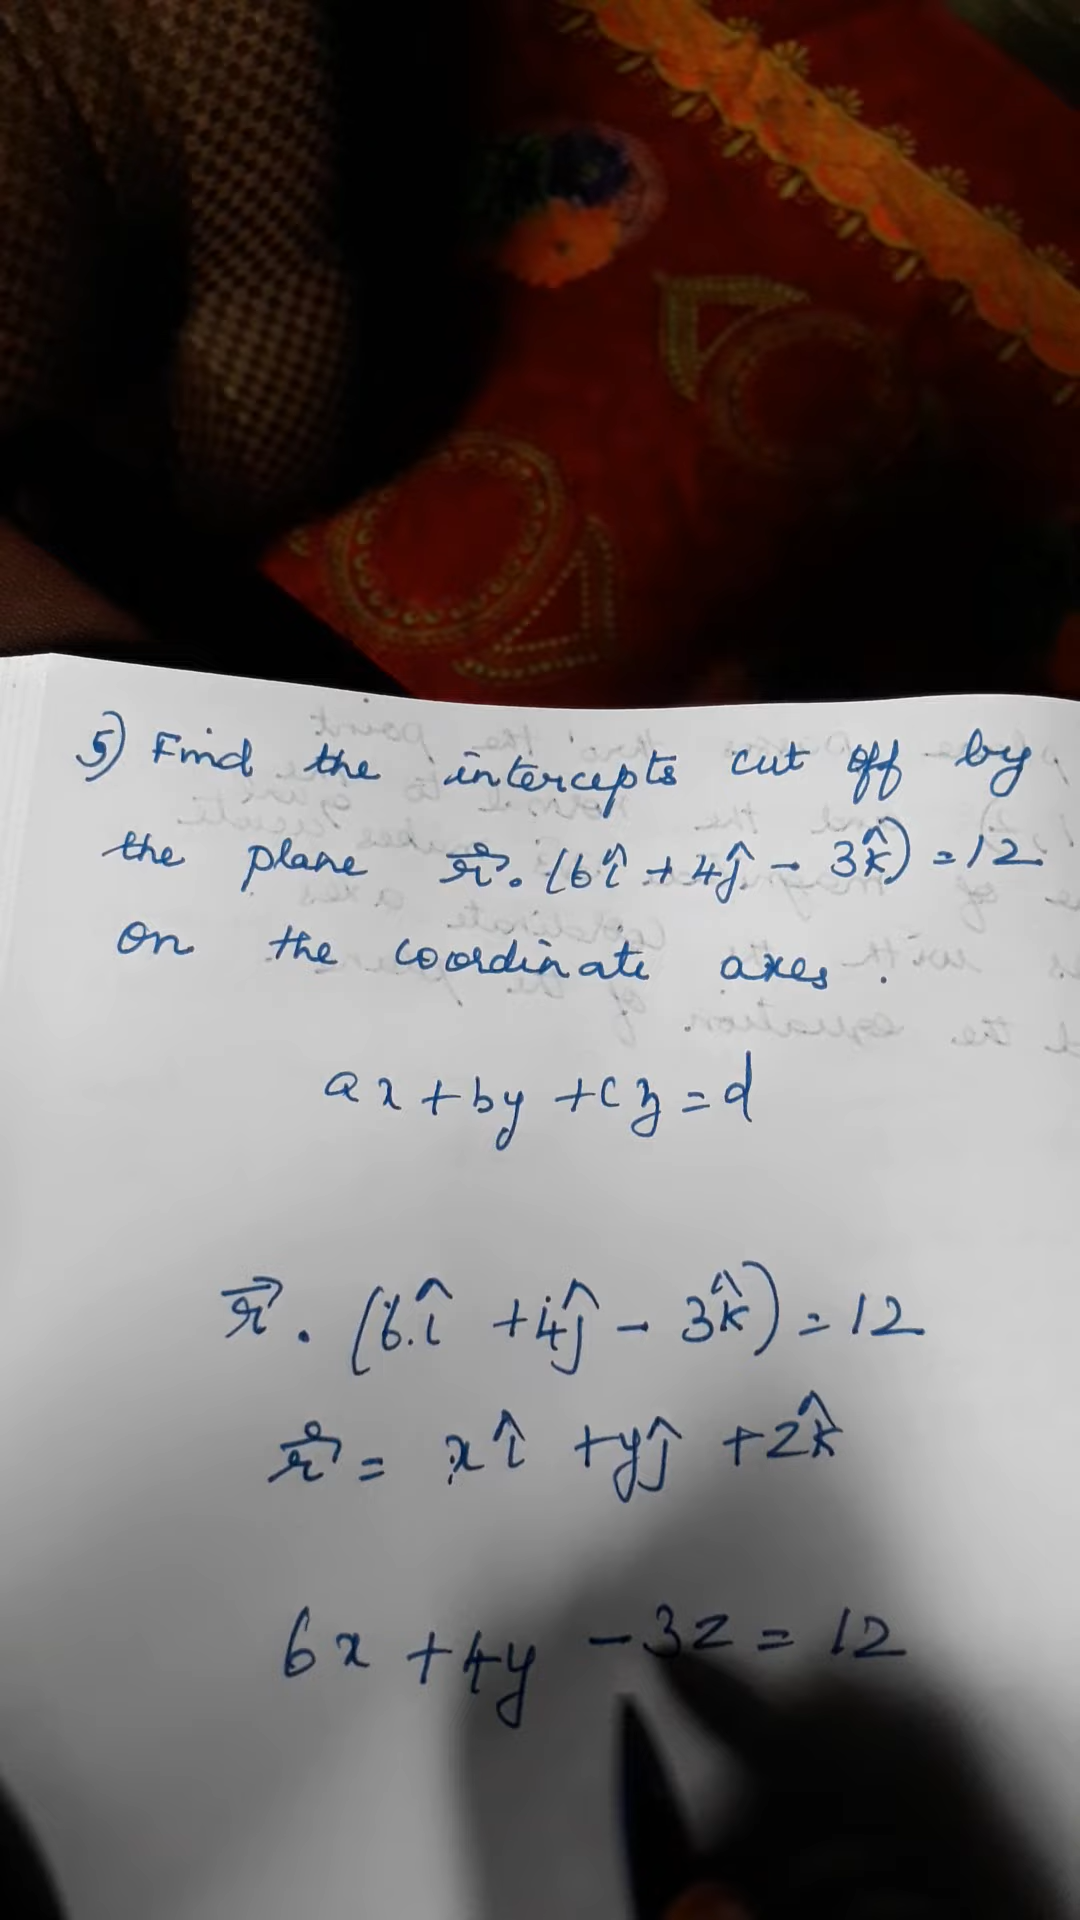 5) Find the intercepts cut off by
the plane r⃗. (6î + 4ĵ - 3k̂) = 12
on the coordinate axes.
ax + by + cz = d
r⃗. (6.î + 4ĵ - 3k̂) = 12
r⃗ = xî + yĵ + zk̂
6x + 4y - 3z = 12